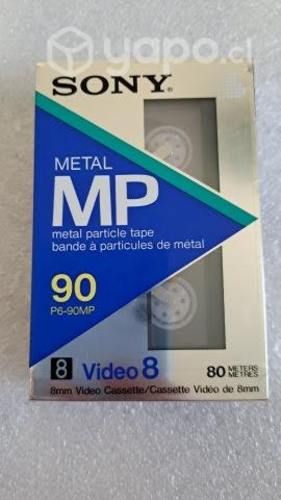 yapo.cl
SONY®
METAL
MP
metal particle tape
bande à particules de métal
90
P6-90MP
8 Video 8
80 METERS
MÈTRES
8mm Video Cassette/Cassette Vidéo de 8mm